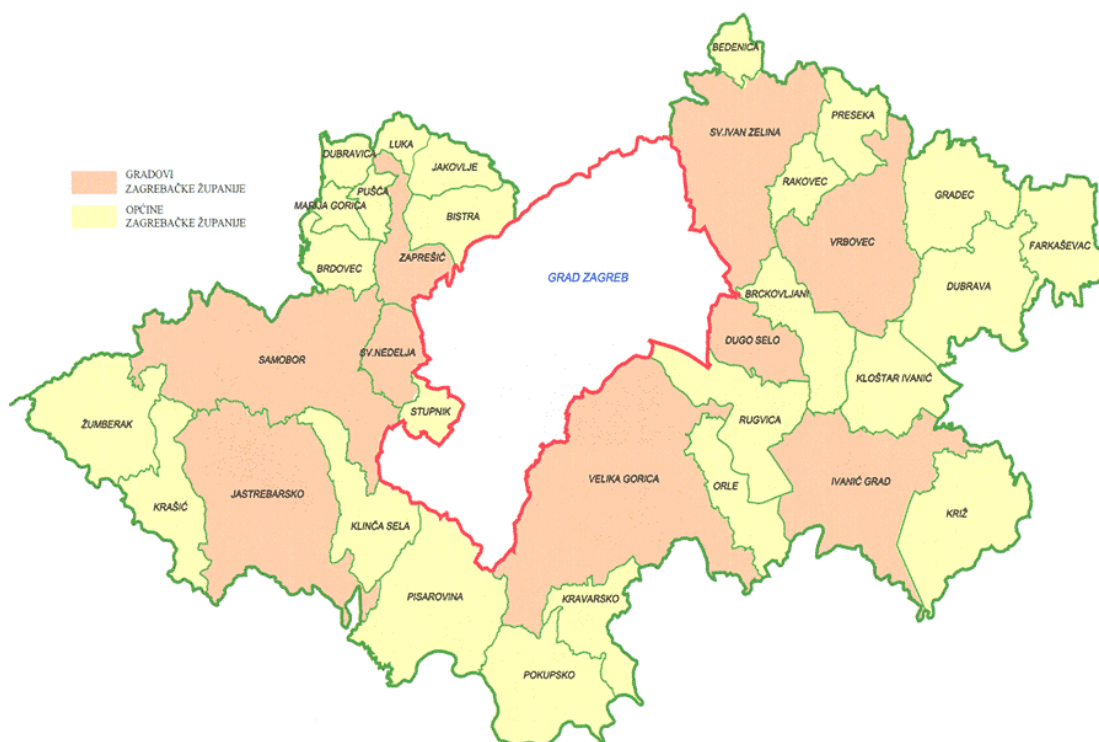 BEDENICA
SV.IVAN ZELINA
PRESEKA
LUKA
DUBRAVICA
JAKOVLJE
GRADOVI
ZAGREBAČKE ŽUPANIJE
PUŠĆA
RAKOVEC
GRADEC
MARIJA GORICA
OPĆINE
ZAGREBAČKE ŽUPANIJE
BISTRA
VRBOVEC
FARKAŠEVAC
ZAPREŠIĆ
BRDOVEC
GRAD ZAGREB
BRCKOVLJANI
DUBRAVA
DUGO SELO
SV.NEDELJA
SAMOBOR
KLOŠTAR IVANIĆ
STUPNIK
ŽUMBERAK
RUGVICA
VELIKA GORICA
IVANIĆ GRAD
ORLE
JASTREBARSKO
KRAŠIĆ
KRIŽ
KLINČA SELA
PISAROVINA
KRAVARSKO
POKUPSKO